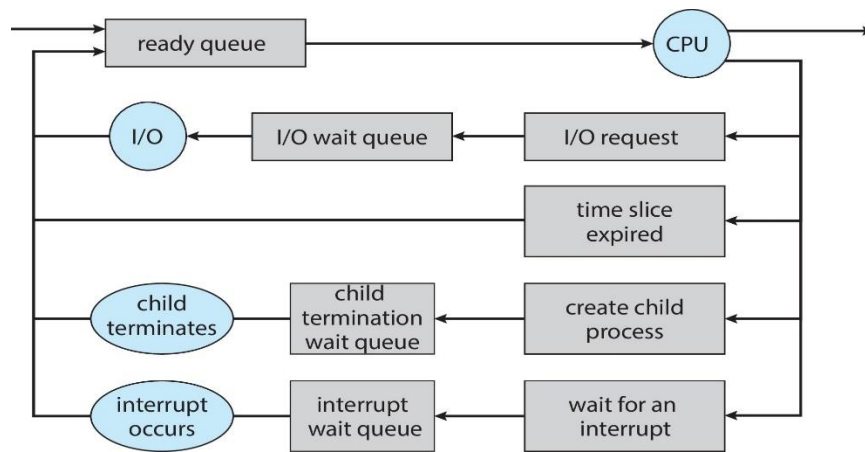 ready queue
CPU
I/O
I/O wait queue
I/O request
time slice
expired
child
terminates
child
termination
wait queue
create child
process
interrupt
occurs
interrupt
wait queue
wait for an
interrupt